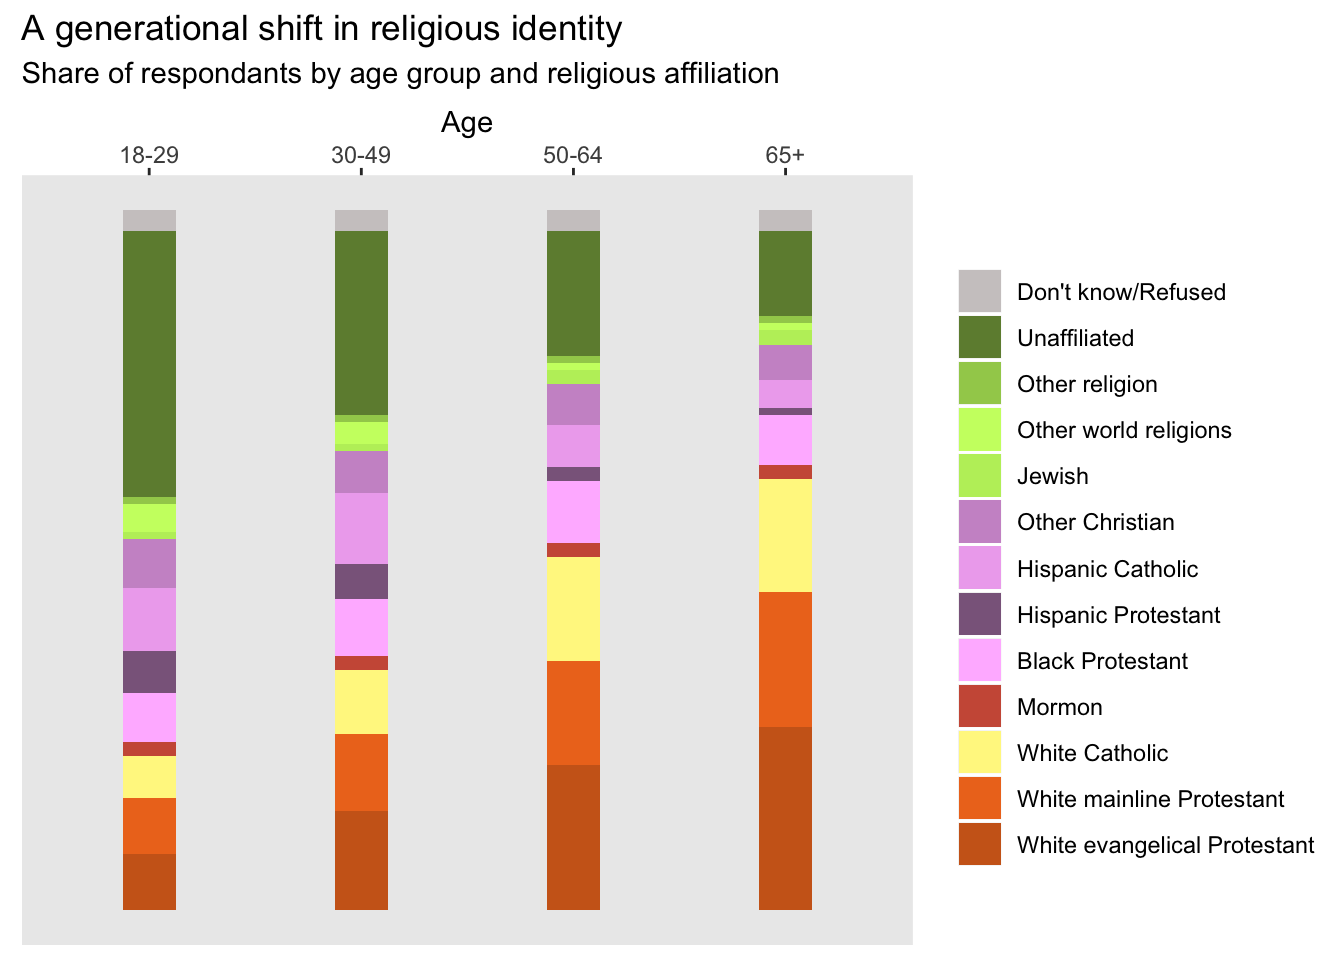 A generational shift in religious identity
Share of respondants by age group and religious affiliation
Age
18-29 30-49 50-64 65+
Don't know/Refused
Unaffiliated
Other religion
Other world religions
Jewish
Other Christian
Hispanic Catholic
Hispanic Protestant
Black Protestant
Mormon
White Catholic
White mainline Protestant
White evangelical Protestant